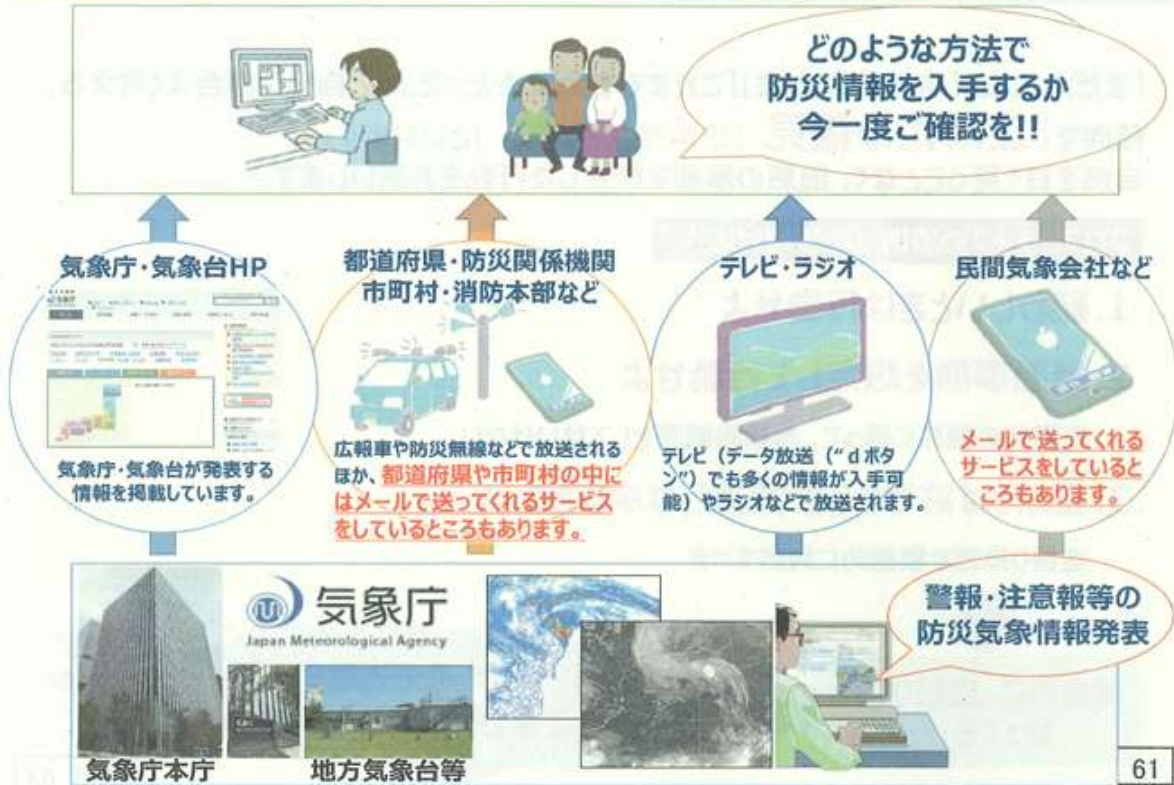 どのような方法で
防災情報を入手するか
今一度ご確認を!!
気象庁・気象台HP
気象庁・気象台が発表する
情報を掲載しています。
都道府県・防災関係機関
市町村・消防本部など
広報車や防災無線などで放送される
ほか、都道府県や市町村の中に
はメールで送ってくれるサービス
をしているところもあります。
テレビ・ラジオ
テレビ（データ放送（“ｄボタ
ン”）でも多くの情報が入手可
能）やラジオなどで放送されます。
民間気象会社など
メールで送ってくれる
サービスをしていると
ころもあります。
気象庁
Japan Meteorological Agency
警報・注意報等の
防災気象情報発表
気象庁本庁
地方気象台等
61